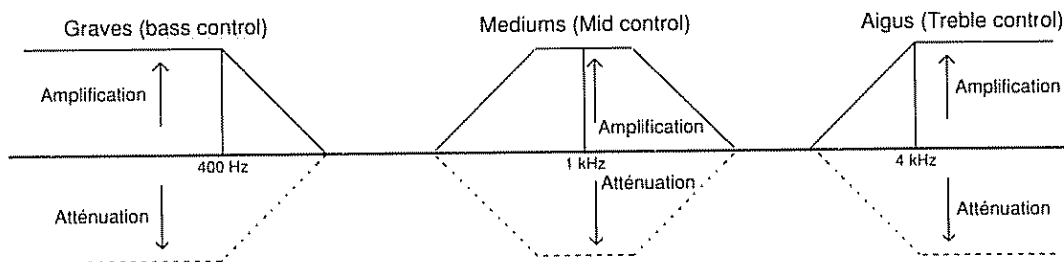 Graves (bass control)
Mediums (Mid control)
Aigus (Treble control)
Amplification
Amplification
Amplification
400 Hz
1 kHz
4 kHz
Atténuation
Atténuation
Atténuation